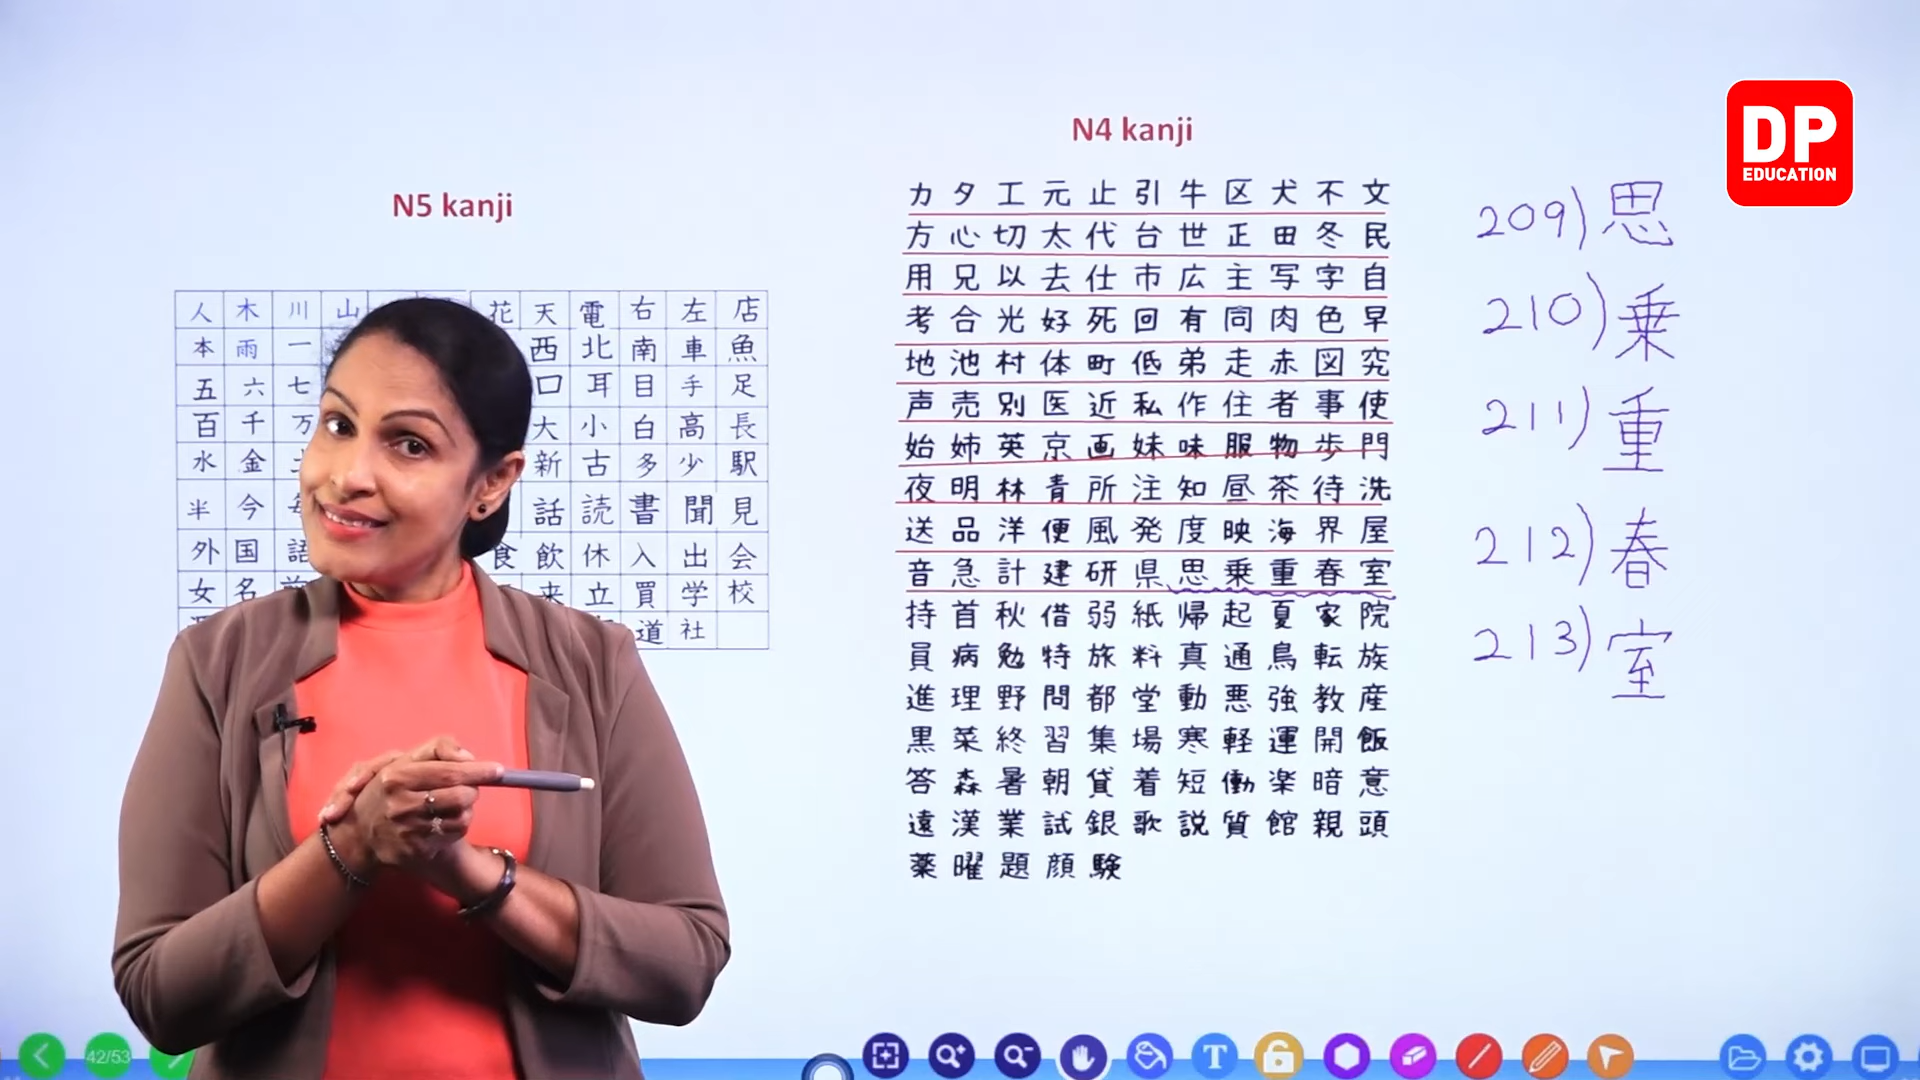 DP
EDUCATION
N4 kanji
N5 kanji
人 木 川 山 花 天 電 右 左 店
本 雨 一 西 北 南 車 魚
五 六 七 口 耳 目 手 足
百 千 万 大 小 白 高 長
水 金 土 新 古 多 少 駅
半 今 毎 話 読 書 聞 見
外 国 語 食 飲 休 入 出 会
女 名 前 来 立 買 学 校
道 社
力 夕 工 元 止 引 牛 区 犬 不 文
方 心 切 太 代 台 世 正 田 冬 民
用 兄 以 去 仕 市 広 主 写 字 自
考 合 光 好 死 回 有 同 肉 色 早
地 池 村 体 町 低 弟 走 赤 図 究
声 売 別 医 近 私 作 住 者 事 使
始 姉 英 京 画 妹 味 服 物 歩 門
夜 明 林 青 所 注 知 昼 茶 待 洗
送 品 洋 便 風 発 度 映 海 界 屋
音 急 計 建 研 県 思 乗 重 春 室
持 首 秋 借 弱 紙 帰 起 夏 家 院
員 病 勉 特 旅 料 真 通 鳥 転 族
進 理 野 問 都 堂 動 悪 強 教 産
黒 菜 終 習 集 場 寒 軽 運 開 飯
答 森 暑 朝 貸 着 短 働 楽 暗 意
遠 漢 業 試 銀 歌 説 質 館 親 頭
薬 曜 題 顔 験
209) 思
210) 乗
211) 重
212) 春
213) 室
42/53
T